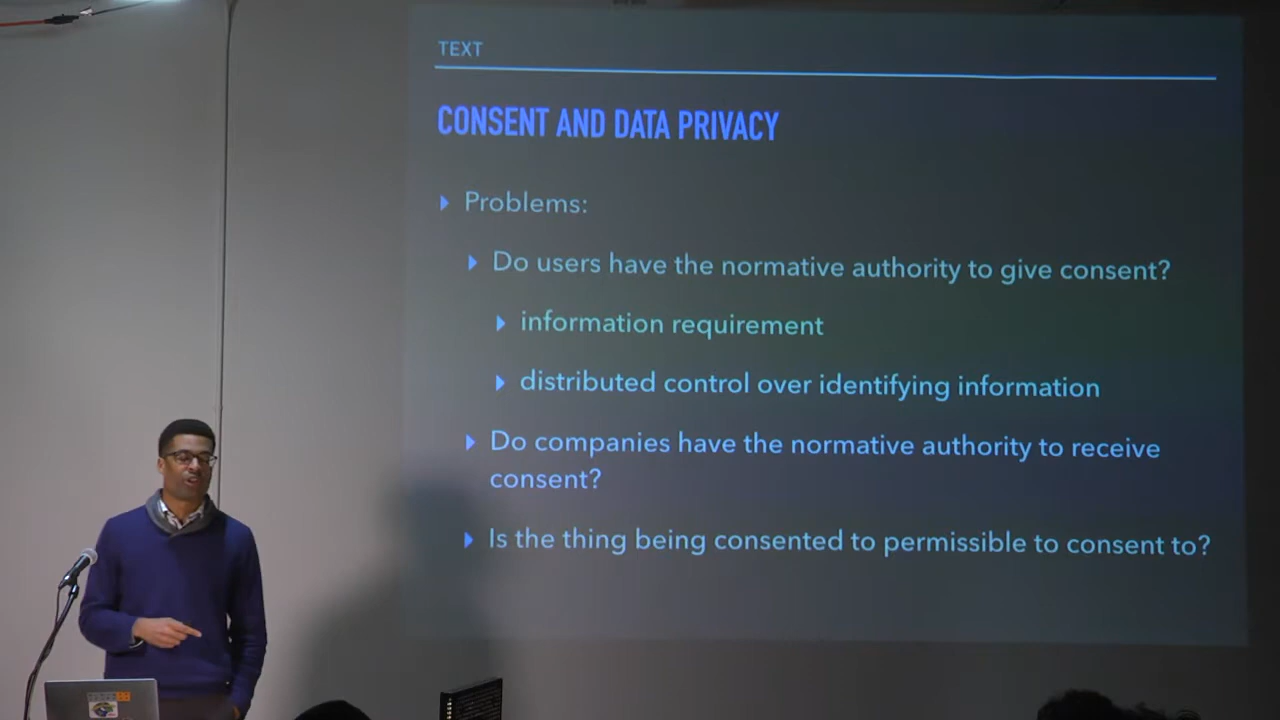 TEXT
CONSENT AND DATA PRIVACY
Problems:
Do users have the normative authority to give consent?
information requirement
distributed control over identifying information
Do companies have the normative authority to receive
consent?
Is the thing being consented to permissible to consent to?